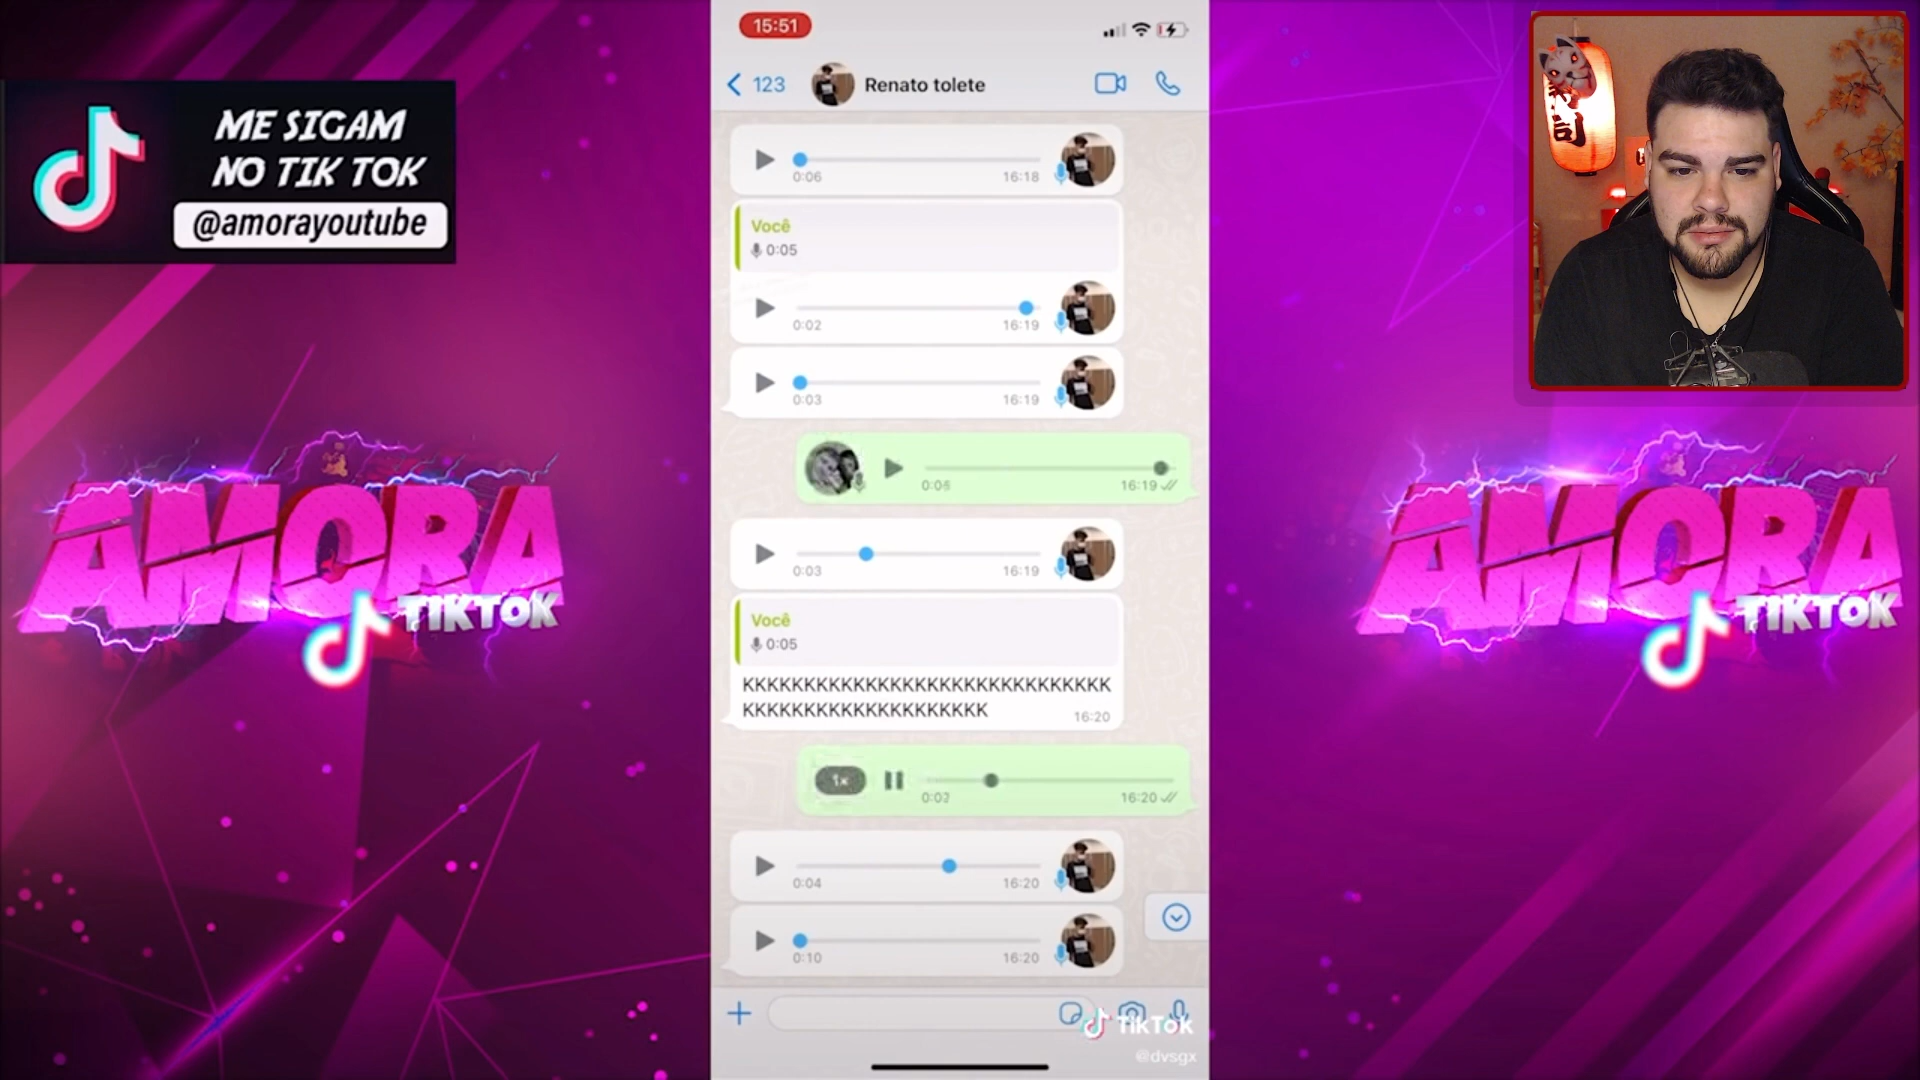 ME SIGAM
NO TIK TOK
@amorayoutube
AMORA
TIKTOK
15:51
123
Renato tolete
0:06
16:18
Você
0:05
0:02
16:19
0:03
16:19
0:06
16:19
0:03
16:19
Você
0:05
KKKKKKKKKKKKKKKKKKKKKKKKKKKKKK
KKKKKKKKKKKKKKKKKKKK
16:20
1×
0:02
16:20
0:04
16:20
0:10
16:20
TikTok
@dvsgx
AMORA
TIKTOK